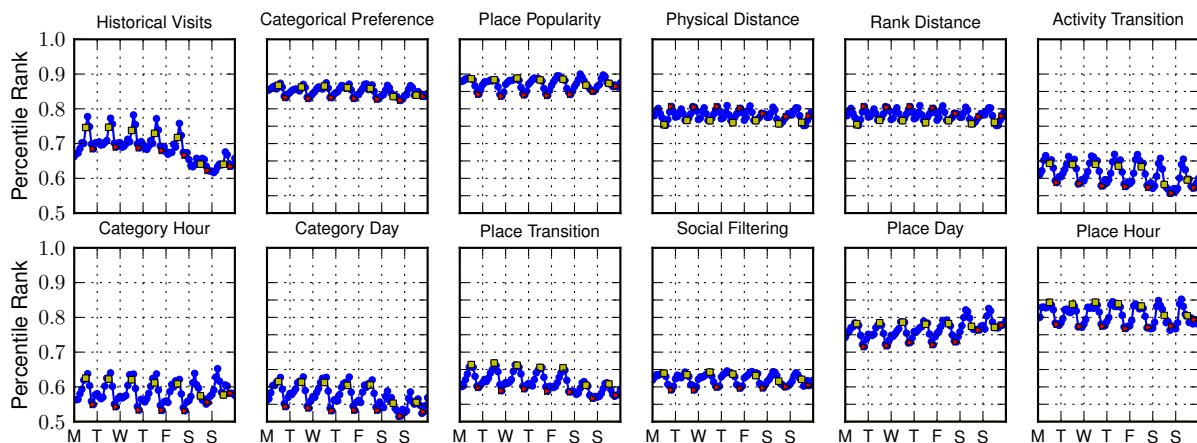 Historical Visits Categorical Preference Place Popularity Physical Distance Rank Distance Activity Transition
Percentile Rank
1.0
0.9
0.8
0.7
0.6
0.5
Category Hour Category Day Place Transition Social Filtering Place Day Place Hour
Percentile Rank
1.0
0.9
0.8
0.7
0.6
0.5
M T W T F S S M T W T F S S M T W T F S S M T W T F S S M T W T F S S M T W T F S S